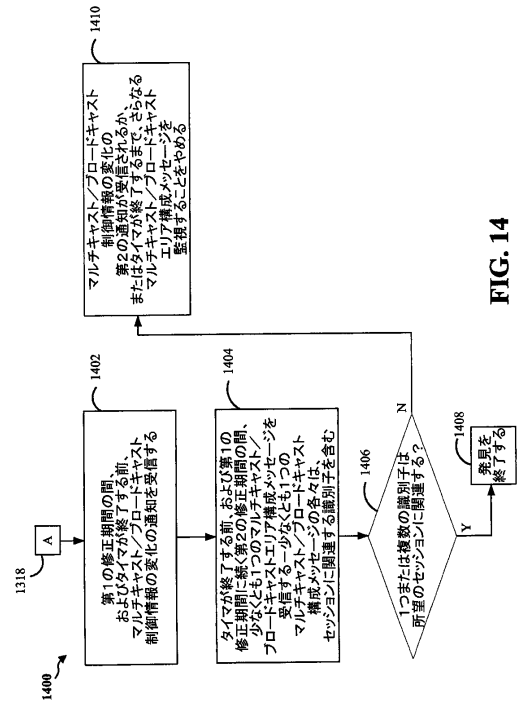 1400
1318
A
1402
第1の修正期間の間、
およびタイマが終了する前、
マルチキャスト／ブロードキャスト
制御情報の変化の通知を受信する
1404
タイマが終了する前、および第1の
修正期間に続く第2の修正期間の間、
少なくとも1つのマルチキャスト／
ブロードキャストエリア構成メッセージを
受信する－少なくとも1つの
マルチキャスト／ブロードキャスト
構成メッセージの各々は、
セッションに関連する識別子を含む
1406
1つまたは複数の識別子は
所望のセッションに関連する？
N
Y
1408
発見を
終了する
1410
マルチキャスト／ブロードキャスト
制御情報の変化の
第2の通知が受信されるか、
またはタイマが終了するまで、さらなる
マルチキャスト／ブロードキャスト
エリア構成メッセージを
監視することをやめる
FIG. 14